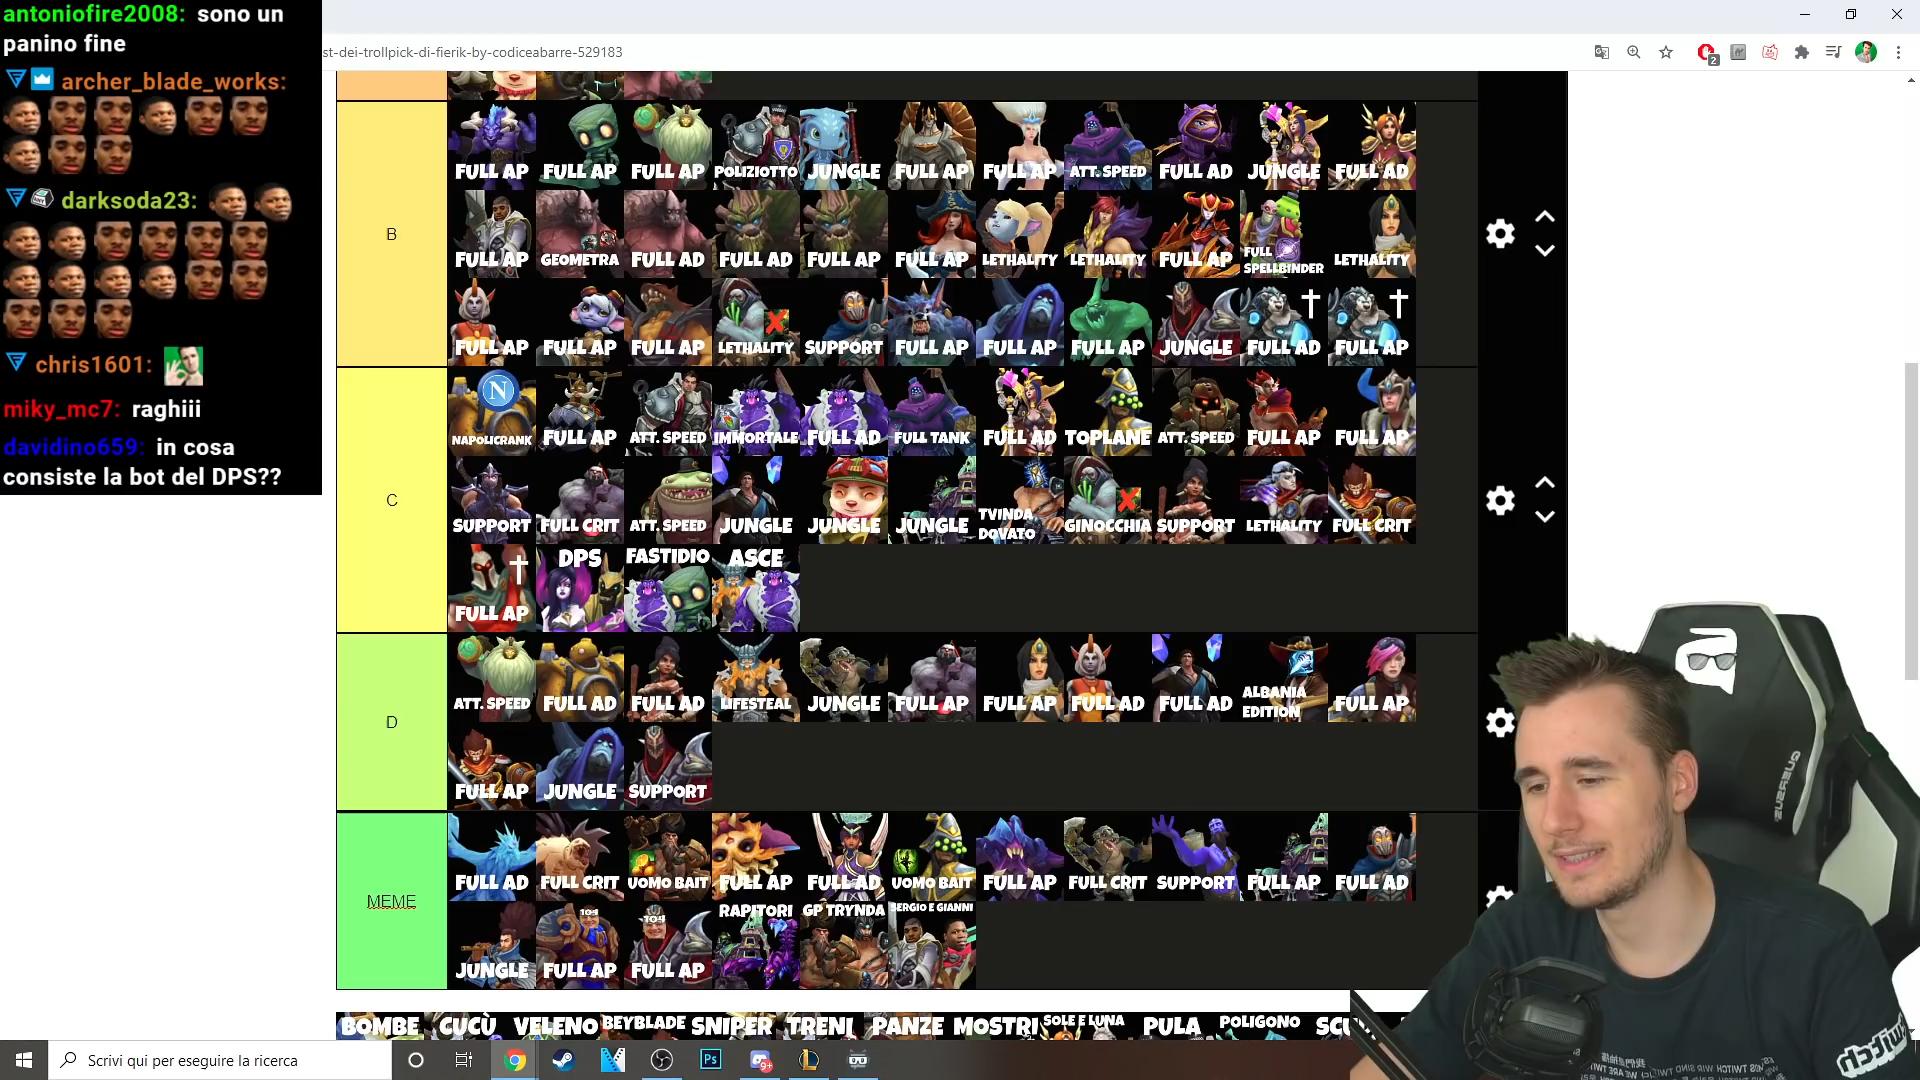 antoniofire2008: sono un
panino fine
archer_blade_works:
darksoda23:
chris1601:
miky_mc7: raghiii
davidino659: in cosa
consiste la bot del DPS??
st-dei-trollpick-di-fierik-by-codiceabarre-529183
2
B
FULL AP FULL AP FULL AP POLIZIOTTO JUNGLE FULL AP FULL AP ATT. SPEED FULL AD JUNGLE FULL AD
FULL AP GEOMETRA FULL AD FULL AD FULL AP FULL AP LETHALITY LETHALITY FULL AP FULL SPELLBINDER LETHALITY
FULL AP FULL AP FULL AP LETHALITY SUPPORT FULL AP FULL AP FULL AP JUNGLE FULL AD FULL AP
C
N
NAPOLICRANK FULL AP ATT. SPEED IMMORTALE FULL AD FULL TANK FULL AD TOPLANE ATT. SPEED FULL AP FULL AP
SUPPORT FULL CRIT ATT. SPEED JUNGLE JUNGLE JUNGLE TVINDA DOVATO GINOCCHIA SUPPORT LETHALITY FULL CRIT
FULL AP DPS FASTIDIO ASCE
D
ATT. SPEED FULL AD FULL AD LIFESTEAL JUNGLE FULL AP FULL AP FULL AD FULL AD ALBANIA EDITION FULL AP
FULL AP JUNGLE SUPPORT
MEME
FULL AD FULL CRIT UOMO BAIT FULL AP FULL AD UOMO BAIT FULL AP FULL CRIT SUPPORT FULL AP FULL AD
JUNGLE FULL AP FULL AP RAPITORI GP TRYNDA SERGIO E GIANNI
BOMBE CUCÙ VELENO BEYBLADE SNIPER TRENI PANZE MOSTRI SOLE E LUNA PULA POLIGONO
Scrivi qui per eseguire la ricerca
Ps
9+
QUERSUS